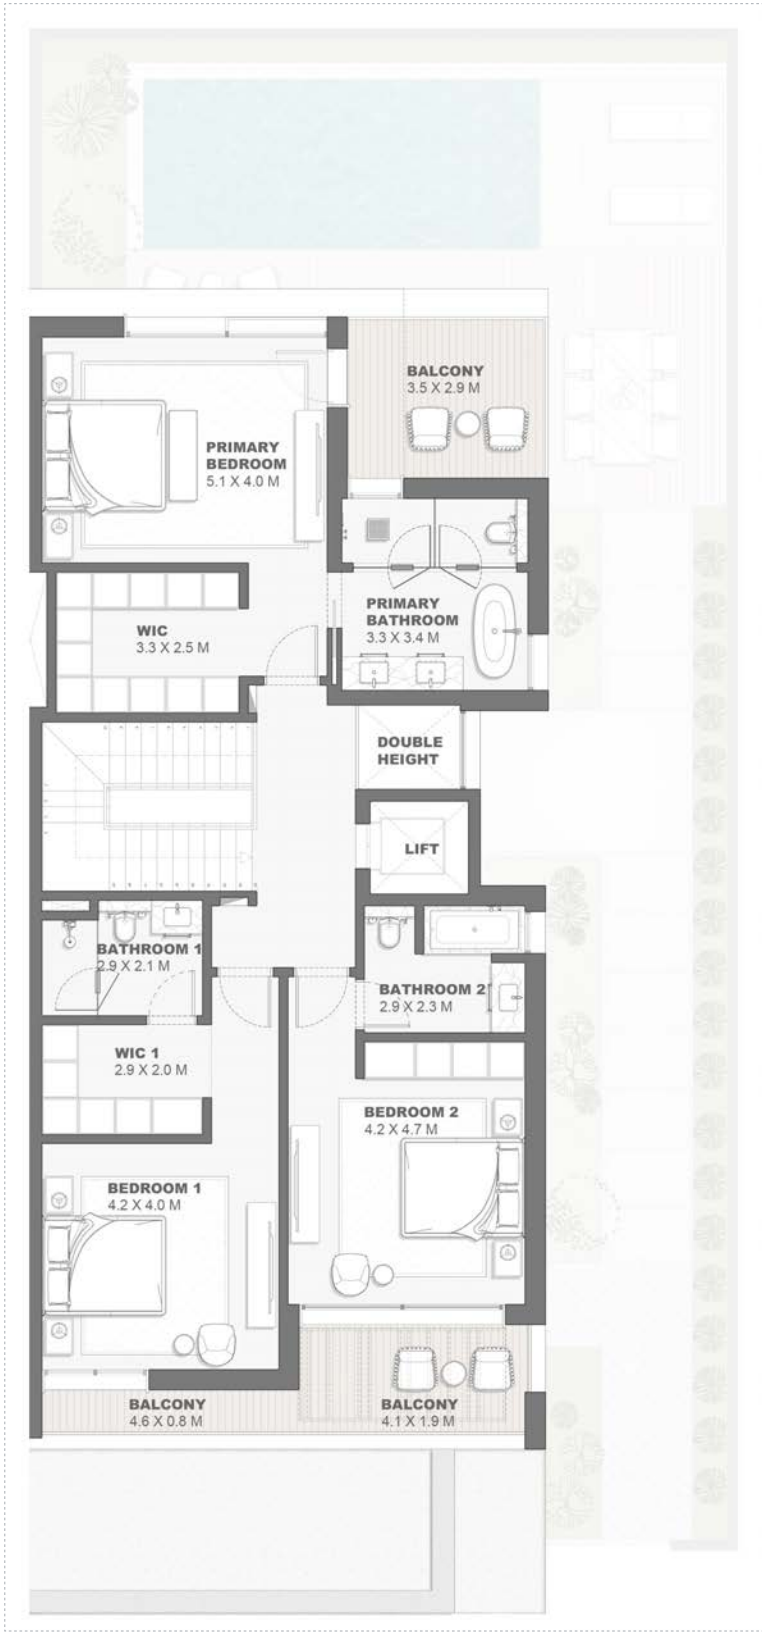 BALCONY
3.5 X 2.9 M
PRIMARY
BEDROOM
5.1 X 4.0 M
PRIMARY
BATHROOM
3.3 X 3.4 M
WIC
3.3 X 2.5 M
DOUBLE
HEIGHT
LIFT
BATHROOM 1
2.9 X 2.1 M
BATHROOM 2
2.9 X 2.3 M
WIC 1
2.9 X 2.0 M
BEDROOM 2
4.2 X 4.7 M
BEDROOM 1
4.2 X 4.0 M
BALCONY
4.6 X 0.8 M
BALCONY
4.1 X 1.9 M